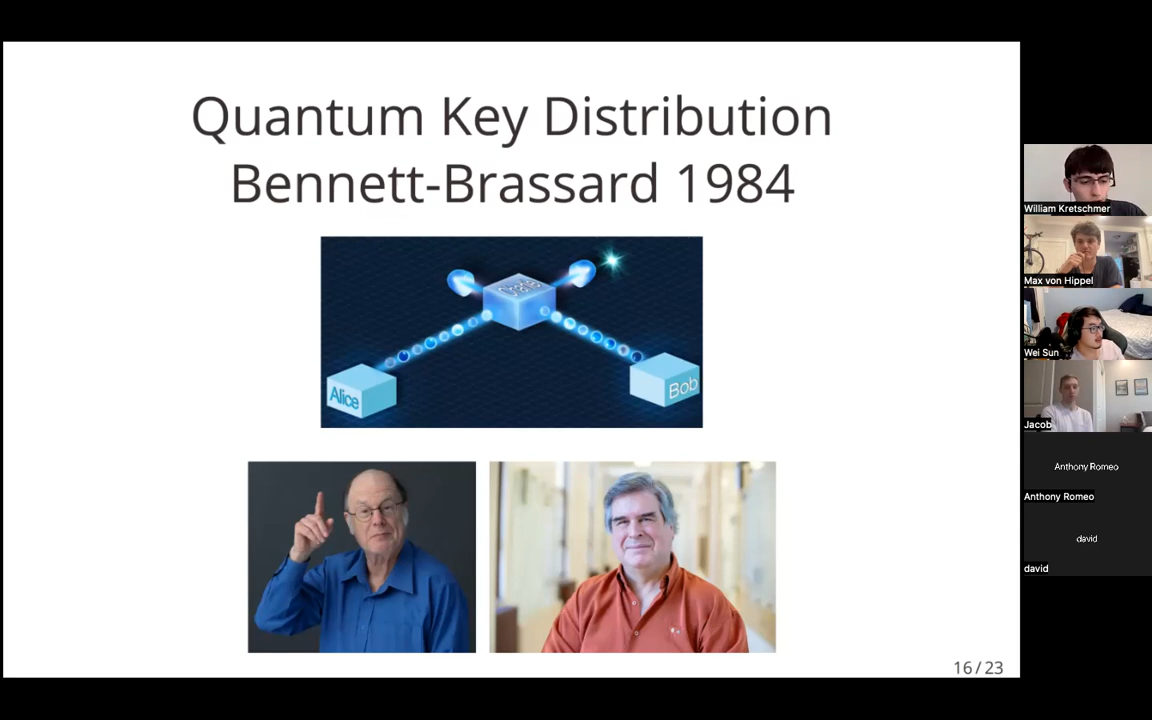 Quantum Key Distribution
Bennett-Brassard 1984
Alice
Bob
16/23
William Kretschmer
Max von Hippel
Wei Sun
Jacob
Anthony Romeo
Anthony Romeo
david
david